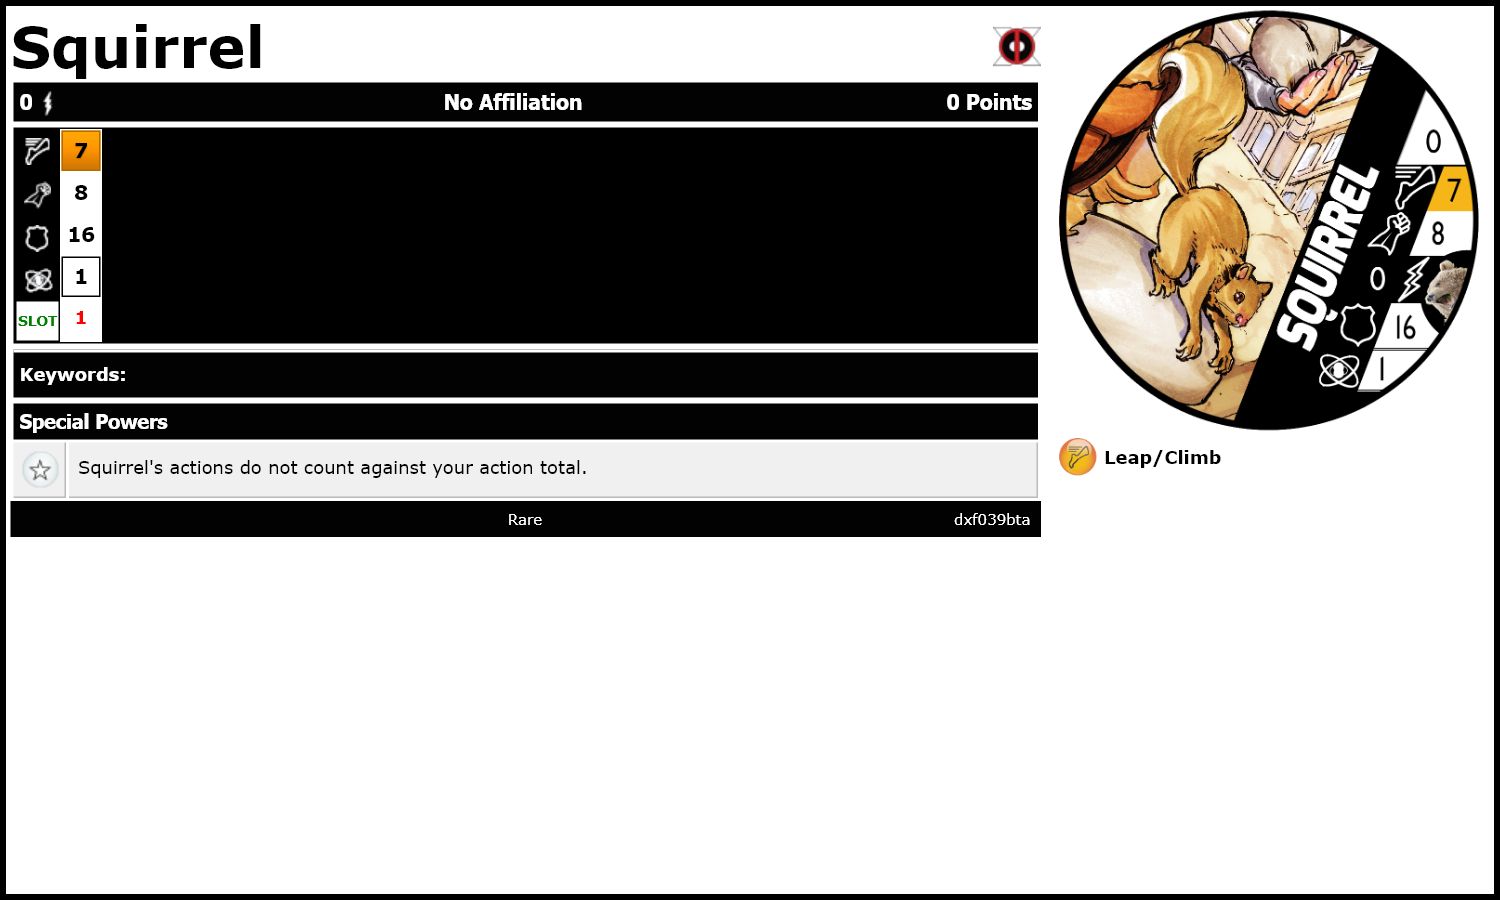 Squirrel
0 No Affiliation 0 Points
7
8
16
1
SLOT 1
Keywords:
Special Powers
Squirrel's actions do not count against your action total.
Rare dxf039bta
SQUIRREL
0
7
8
0
16
1
Leap/Climb